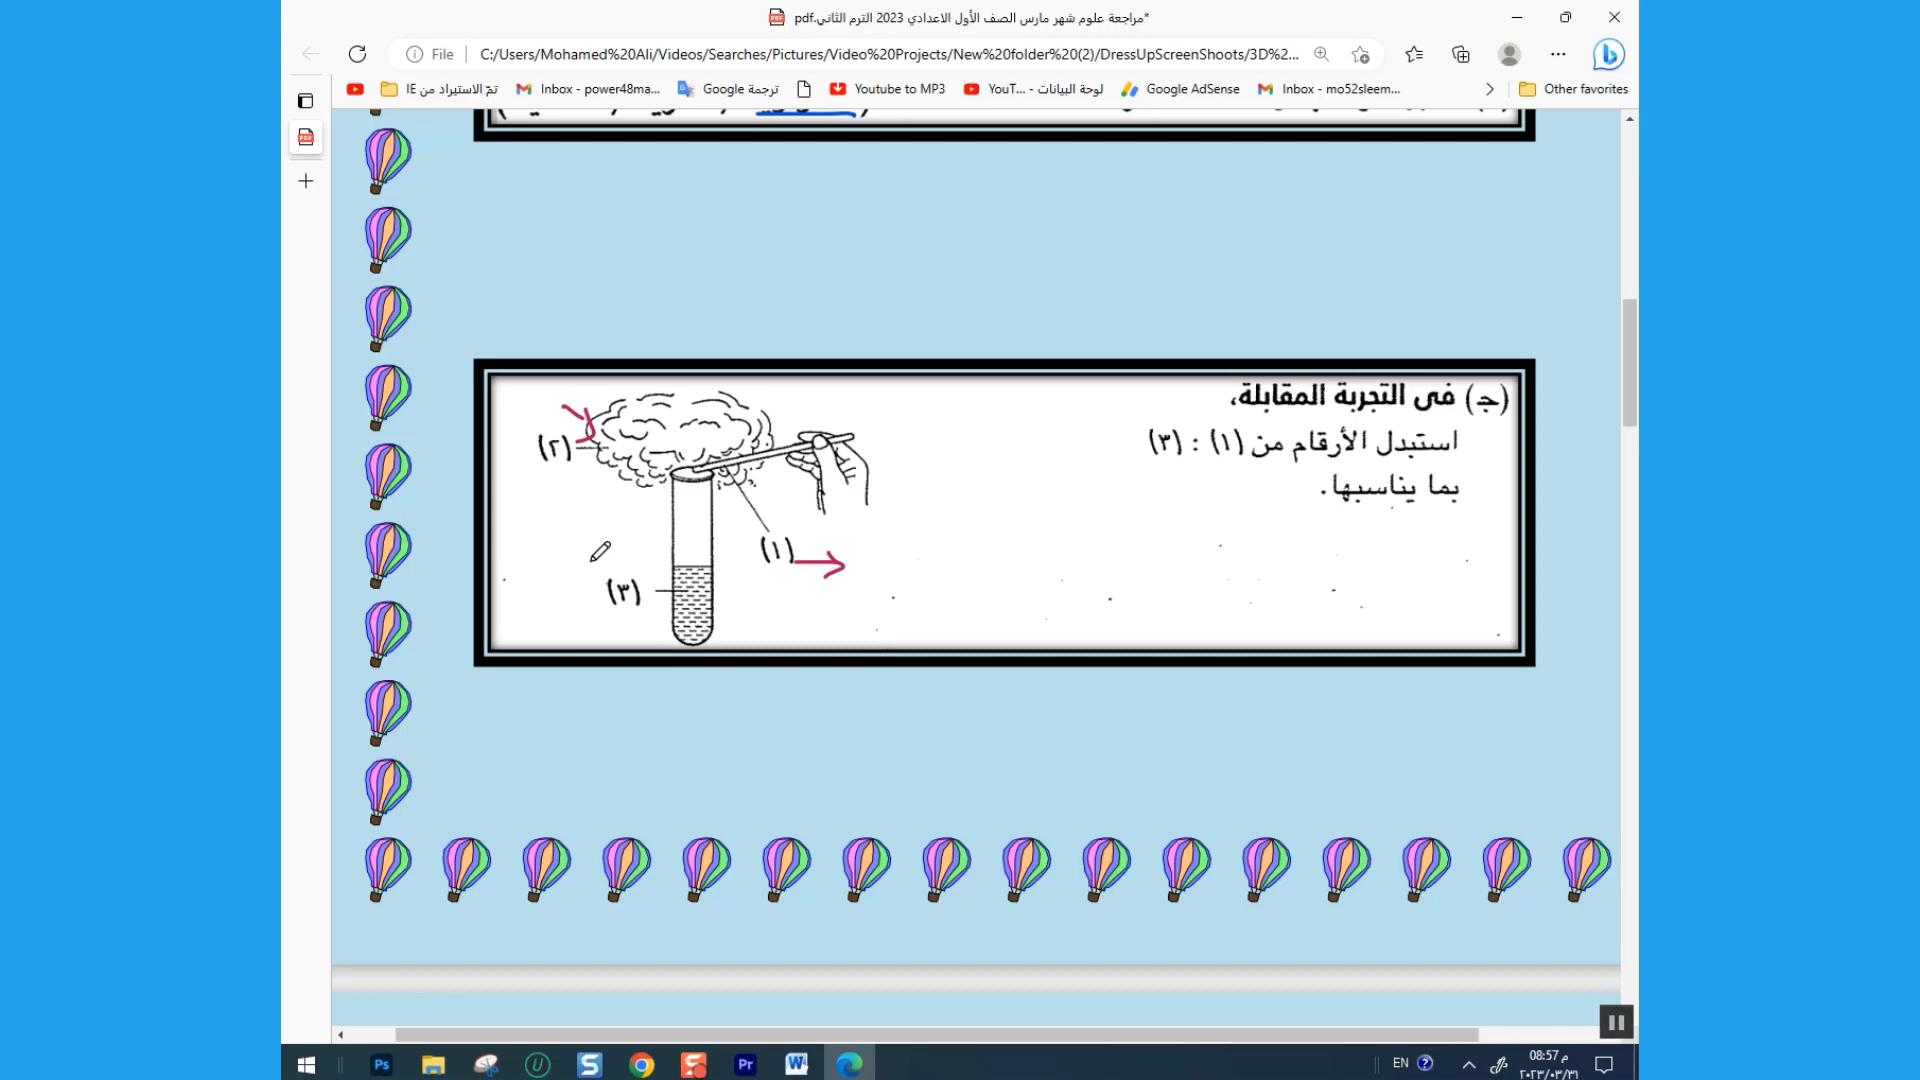 *مراجعة علوم شهر مارس الصف الأول الاعدادي 2023 الترم الثاني.pdf
File
C:/Users/Mohamed%20Ali/Videos/Searches/Pictures/Video%20Projects/New%20folder%20(2)/DressUpScreenShoots/3D%2...
تمّ الاستيراد من IE
Inbox - power48ma...
ترجمة Google
Youtube to MP3
لوحة البيانات - YouT...
Google AdSense
Inbox - mo52sleem...
Other favorites
(جـ) فى التجربة المقابلة،
استبدل الأرقام من (١) : (٣)
بما يناسبها.
(٢)
(١)
(٣)
EN
08:57 م
٢٠٢٣/٠٣/٣١